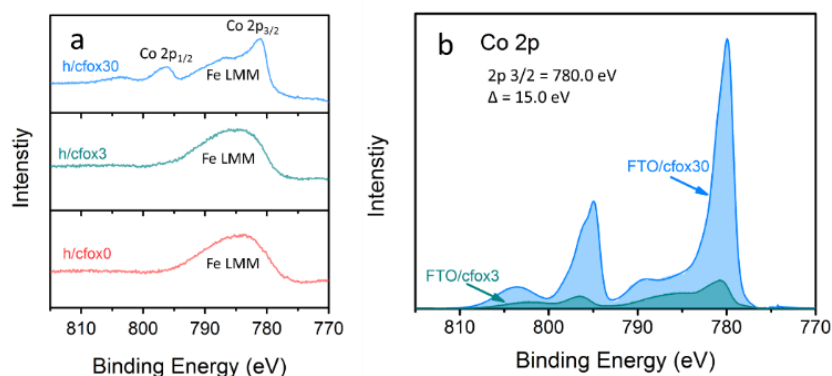 a
Co 2p3/2
Co 2p1/2
h/cfox30
Fe LMM
h/cfox3
Fe LMM
h/cfox0
Fe LMM
Intenstiy
810 800 790 780 770
Binding Energy (eV)
b
Co 2p
2p 3/2 = 780.0 eV
Δ = 15.0 eV
FTO/cfox30
FTO/cfox3
Intenstiy
810 800 790 780 770
Binding Energy (eV)